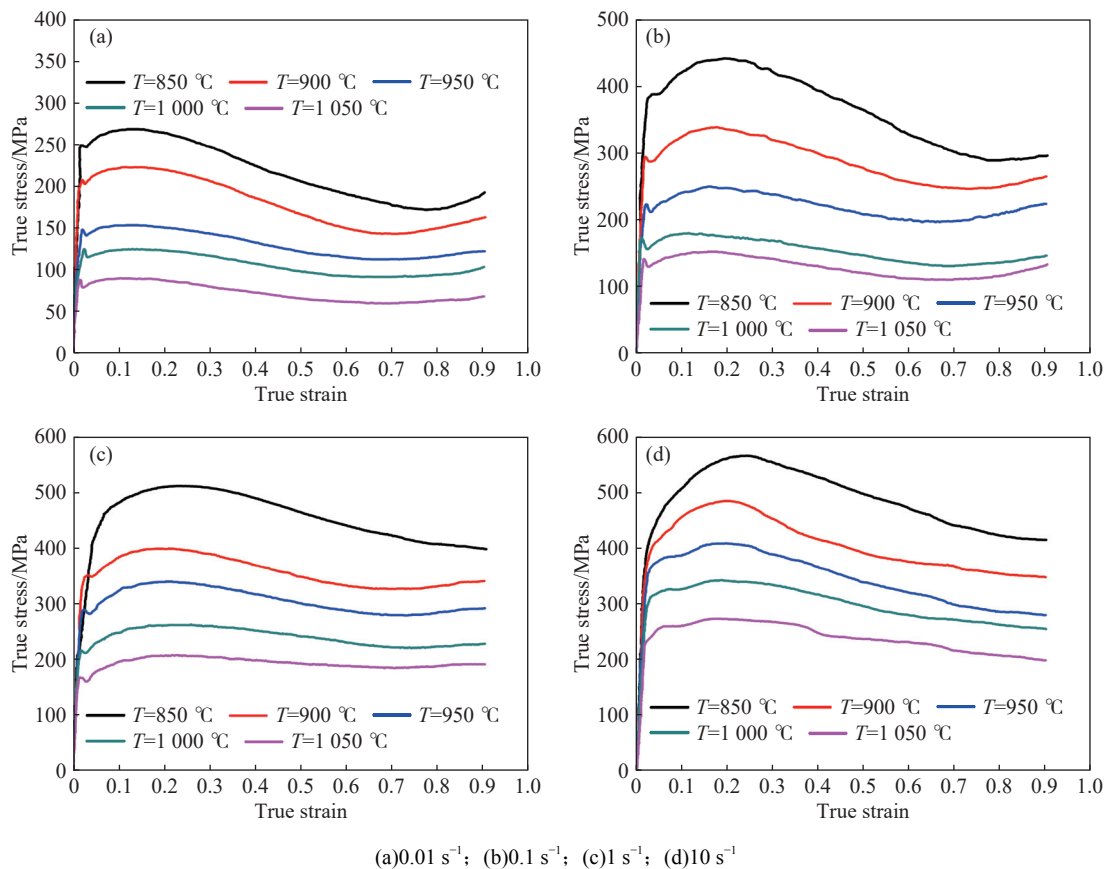 400
350
300
250
200
150
100
50
0
True stress/MPa
(a)
T=850 ℃ T=900 ℃ T=950 ℃
T=1 000 ℃ T=1 050 ℃
0 0.1 0.2 0.3 0.4 0.5 0.6 0.7 0.8 0.9 1.0
True strain
500
400
300
200
100
0
True stress/MPa
(b)
T=850 ℃ T=900 ℃ T=950 ℃
T=1 000 ℃ T=1 050 ℃
0 0.1 0.2 0.3 0.4 0.5 0.6 0.7 0.8 0.9 1.0
True strain
600
500
400
300
200
100
0
True stress/MPa
(c)
T=850 ℃ T=900 ℃ T=950 ℃
T=1 000 ℃ T=1 050 ℃
0 0.1 0.2 0.3 0.4 0.5 0.6 0.7 0.8 0.9 1.0
True strain
600
500
400
300
200
100
0
True stress/MPa
(d)
T=850 ℃ T=900 ℃ T=950 ℃
T=1 000 ℃ T=1 050 ℃
0 0.1 0.2 0.3 0.4 0.5 0.6 0.7 0.8 0.9 1.0
True strain
(a)0.01 s⁻¹；(b)0.1 s⁻¹；(c)1 s⁻¹；(d)10 s⁻¹